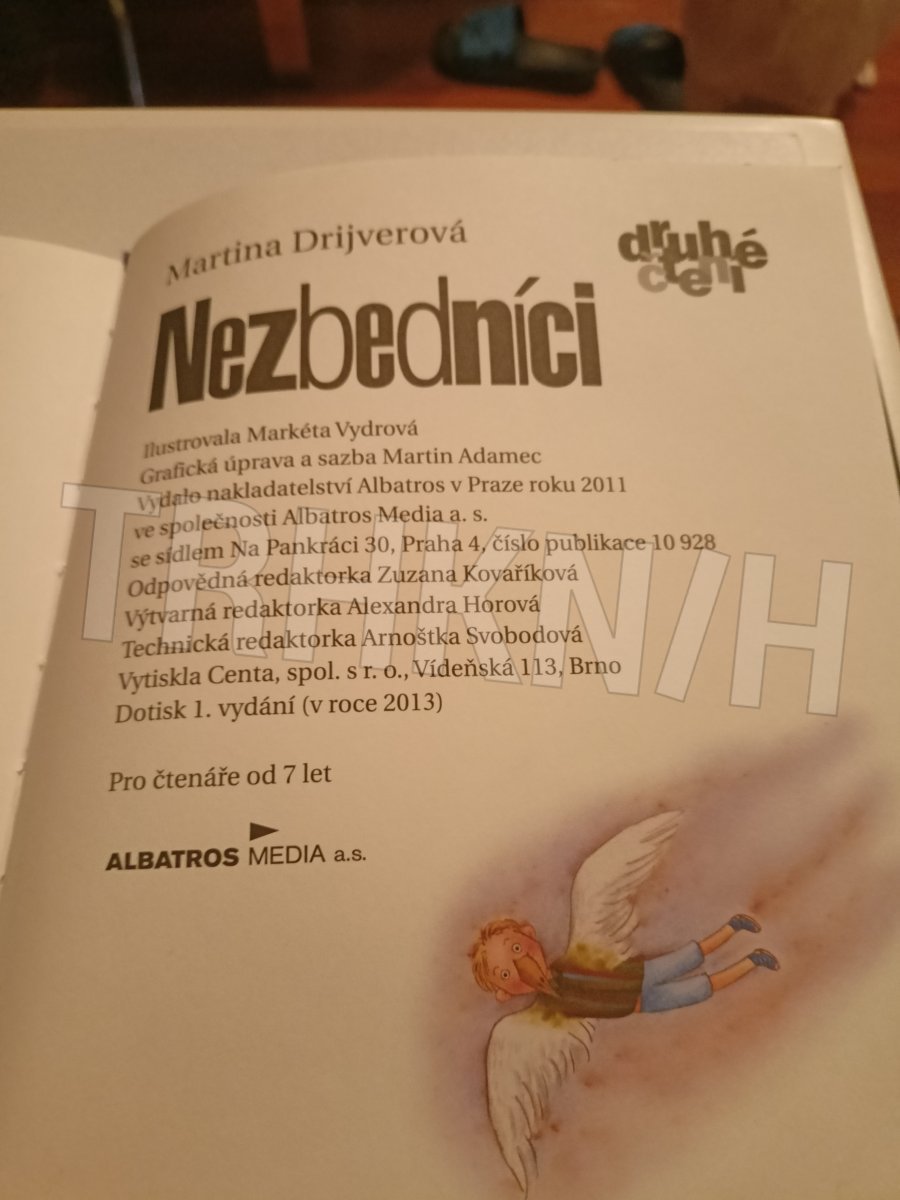 Martina Drijverová
druhé
čtení
Nezbedníci
Ilustrovala Markéta Vydrová
Grafická úprava a sazba Martin Adamec
Vydalo nakladatelství Albatros v Praze roku 2011
ve společnosti Albatros Media a. s.
se sídlem Na Pankráci 30, Praha 4, číslo publikace 10 928
Odpovědná redaktorka Zuzana Kovaříková
Výtvarná redaktorka Alexandra Horová
Technická redaktorka Arnoštka Svobodová
Vytiskla Centa, spol. s r. o., Vídeňská 113, Brno
Dotisk 1. vydání (v roce 2013)
Pro čtenáře od 7 let
ALBATROS MEDIA a.s.
TRHKN/H